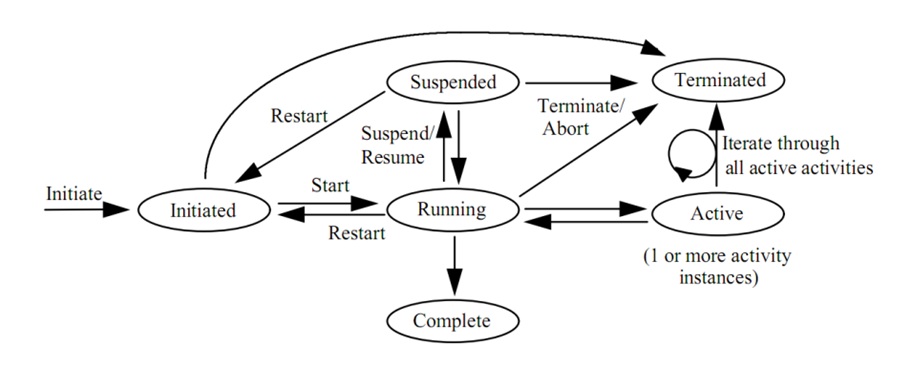 Suspended
Terminated
Restart
Terminate/
Abort
Suspend/
Resume
Iterate through
all active activities
Initiate
Start
Initiated
Running
Active
Restart
(1 or more activity
instances)
Complete